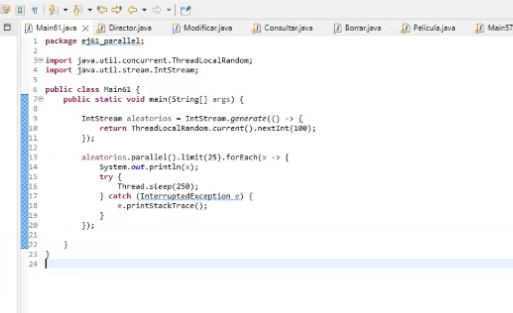 Main61.java Director.java Modificar.java Consultar.java Borrar.java Pelicula.java Main57
1 package ej61_parallel;
2
3 import java.util.concurrent.ThreadLocalRandom;
4 import java.util.stream.IntStream;
5
6 public class Main61 {
7 public static void main(String[] args) {
8
9 IntStream aleatorios = IntStream.generate(() -> {
10 return ThreadLocalRandom.current().nextInt(100);
11 });
12
13 aleatorios.parallel().limit(25).forEach(x -> {
14 System.out.println(x);
15 try {
16 Thread.sleep(250);
17 } catch (InterruptedException e) {
18 e.printStackTrace();
19 }
20 });
21
22 }
23 }
24